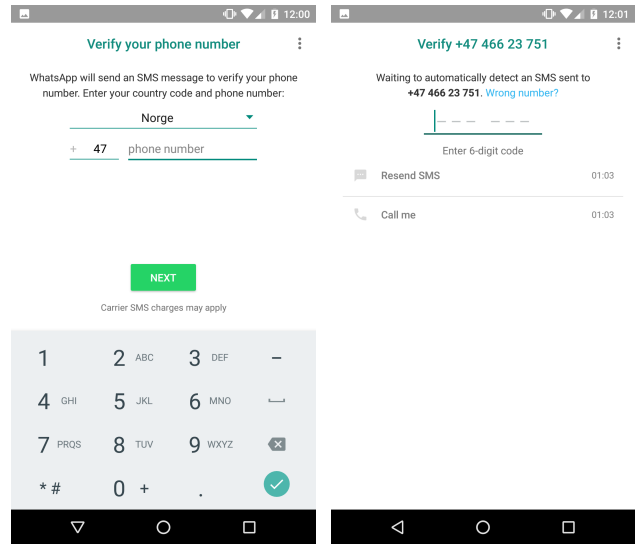 12:00
Verify your phone number
WhatsApp will send an SMS message to verify your phone
number. Enter your country code and phone number:
Norge
+ 47 phone number
NEXT
Carrier SMS charges may apply
1 2 ABC 3 DEF –
4 GHI 5 JKL 6 MNO
7 PRQS 8 TUV 9 WXYZ
* # 0 + .
12:01
Verify +47 466 23 751
Waiting to automatically detect an SMS sent to
+47 466 23 751. Wrong number?
Enter 6-digit code
Resend SMS 01:03
Call me 01:03